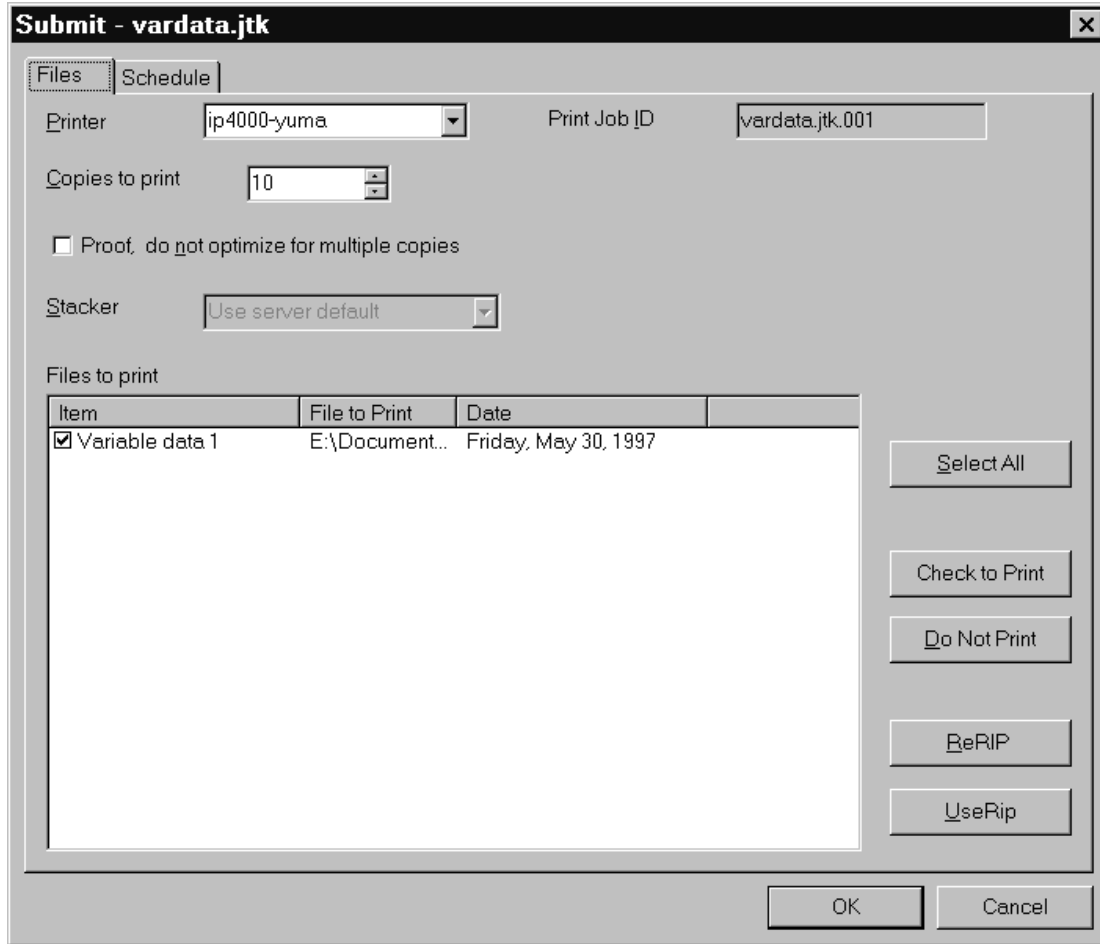 Submit - vardata.jtk
Files Schedule
Printer ip4000-yuma Print Job ID vardata.jtk.001
Copies to print 10
Proof, do not optimize for multiple copies
Stacker Use server default
Files to print
Item File to Print Date
Variable data 1 E:\Document... Friday, May 30, 1997
Select All
Check to Print
Do Not Print
ReRIP
UseRip
OK Cancel